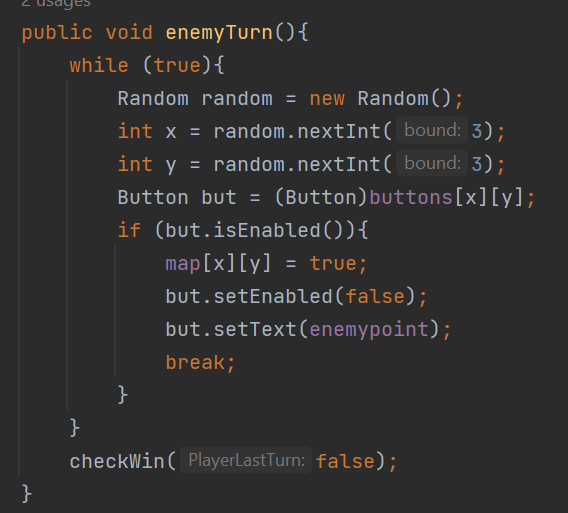 2 usages
public void enemyTurn(){
while (true){
Random random = new Random();
int x = random.nextInt( bound: 3);
int y = random.nextInt( bound: 3);
Button but = (Button)buttons[x][y];
if (but.isEnabled()){
map[x][y] = true;
but.setEnabled(false);
but.setText(enemypoint);
break;
}
}
checkWin( PlayerLastTurn: false);
}